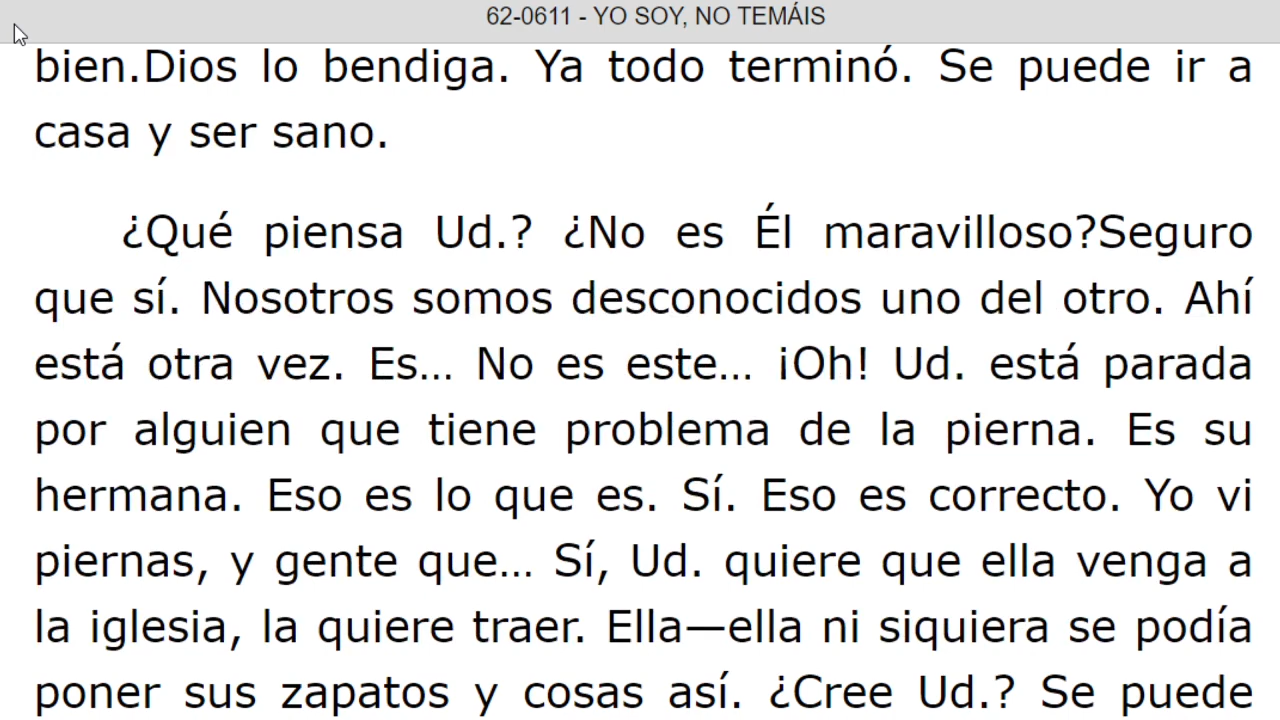 62-0611 - YO SOY, NO TEMÁIS
bien.Dios lo bendiga. Ya todo terminó. Se puede ir a
casa y ser sano.
¿Qué piensa Ud.? ¿No es Él maravilloso?Seguro
que sí. Nosotros somos desconocidos uno del otro. Ahí
está otra vez. Es... No es este... ¡Oh! Ud. está parada
por alguien que tiene problema de la pierna. Es su
hermana. Eso es lo que es. Sí. Eso es correcto. Yo vi
piernas, y gente que... Sí, Ud. quiere que ella venga a
la iglesia, la quiere traer. Ella—ella ni siquiera se podía
poner sus zapatos y cosas así. ¿Cree Ud.? Se puede